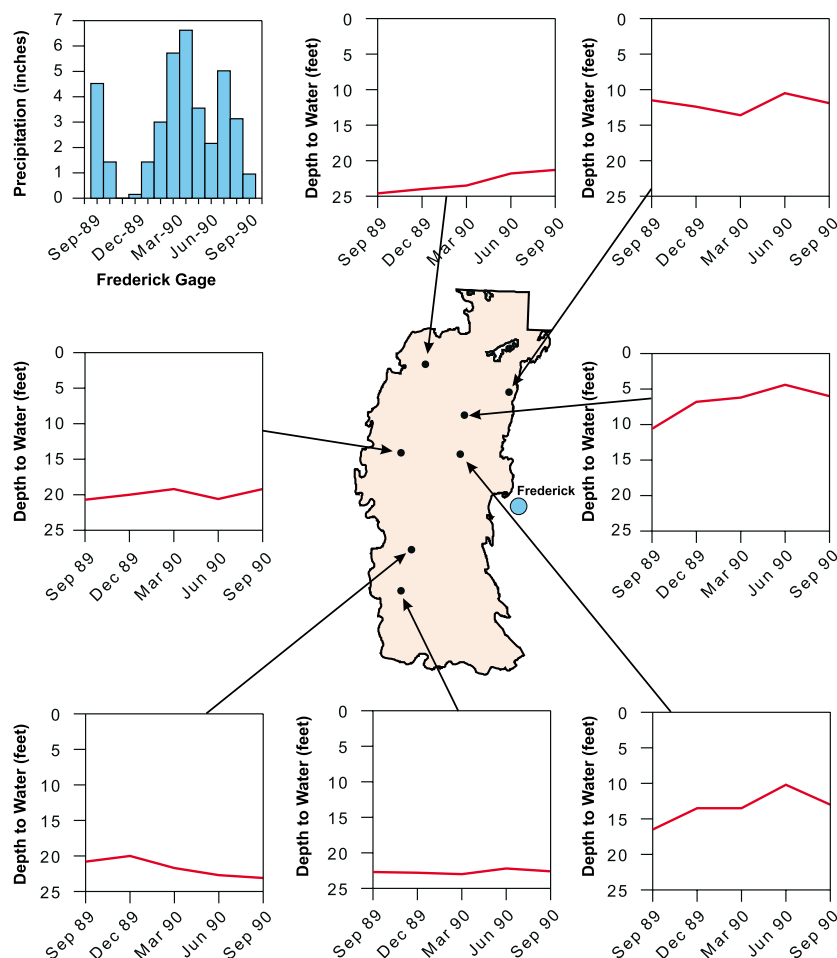 Precipitation (inches)
7
6
5
4
3
2
1
0
Sep-89
Dec-89
Mar-90
Jun-90
Sep-90
Frederick Gage
Depth to Water (feet)
0
5
10
15
20
25
Sep 89
Dec 89
Mar 90
Jun 90
Sep 90
Depth to Water (feet)
0
5
10
15
20
25
Sep 89
Dec 89
Mar 90
Jun 90
Sep 90
Depth to Water (feet)
0
5
10
15
20
25
Sep 89
Dec 89
Mar 90
Jun 90
Sep 90
Frederick
Depth to Water (feet)
0
5
10
15
20
25
Sep 89
Dec 89
Mar 90
Jun 90
Sep 90
Depth to Water (feet)
0
5
10
15
20
25
Sep 89
Dec 89
Mar 90
Jun 90
Sep 90
Depth to Water (feet)
0
5
10
15
20
25
Sep 89
Dec 89
Mar 90
Jun 90
Sep 90
Depth to Water (feet)
0
5
10
15
20
25
Sep 89
Dec 89
Mar 90
Jun 90
Sep 90